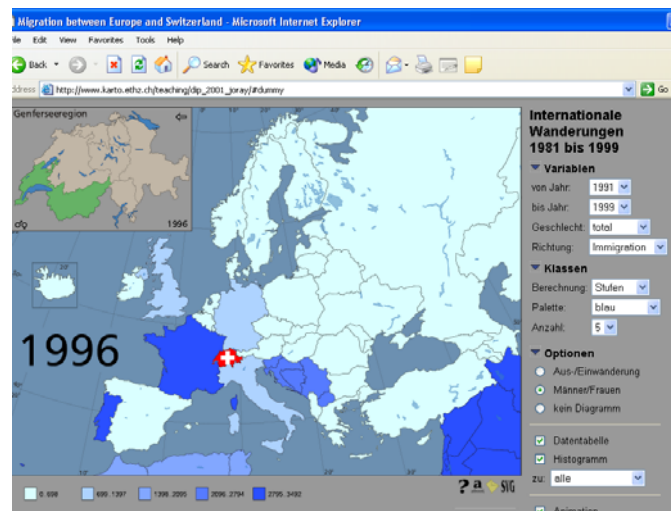 Migration between Europe and Switzerland - Microsoft Internet Explorer
Edit View Favorites Tools Help
Back Search Favorites Media
http://www.karto.ethz.ch/teaching/dip_2001_joray/#dummy Go
Genferseeregion
1996
1996
Internationale
Wanderungen
1981 bis 1999
Variablen
von Jahr: 1991
bis Jahr: 1999
Geschlecht: total
Richtung: Immigration
Klassen
Berechnung: Stufen
Palette: blau
Anzahl: 5
Optionen
Aus-/Einwanderung
Männer/Frauen
kein Diagramm
Datentabelle
Histogramm
zu: alle
Animation
0..698 699..1397 1398..2095 2096..2794 2795..3492
? a SVG